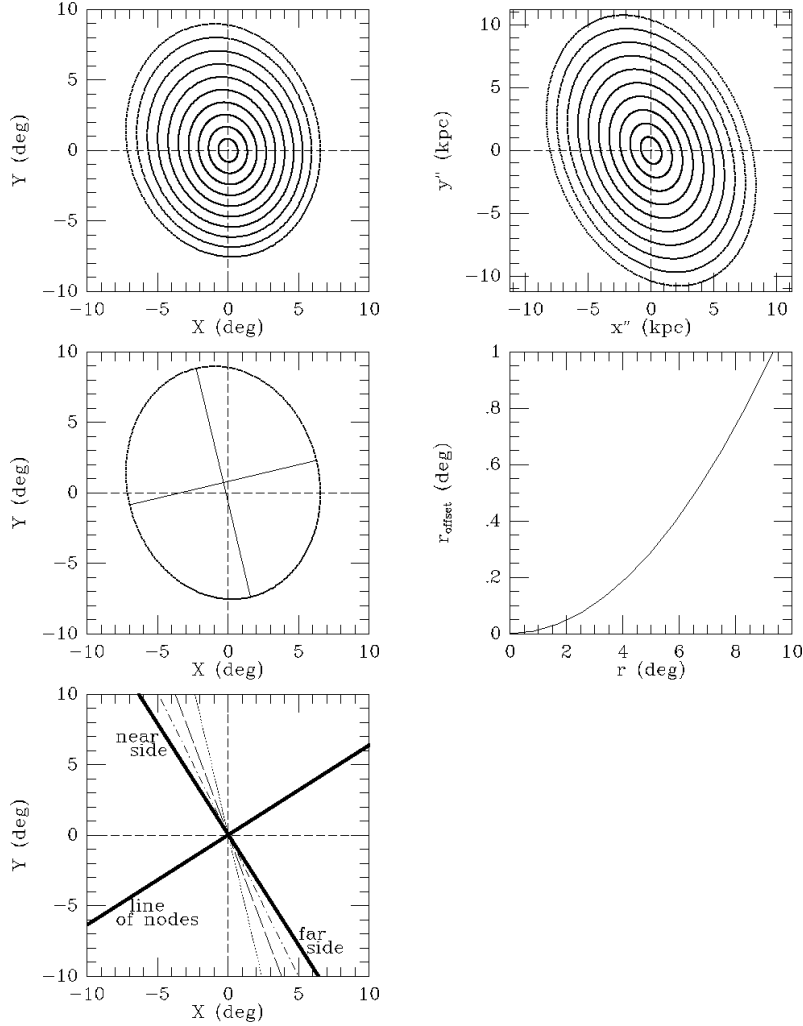 10
5
0
−5
−10
Y (deg)
−10 −5 0 5 10
X (deg)
10
5
0
−5
−10
y″ (kpc)
−10 −5 0 5 10
x″ (kpc)
10
5
0
−5
−10
Y (deg)
−10 −5 0 5 10
X (deg)
1
.8
.6
.4
.2
0
r_offset (deg)
0 2 4 6 8 10
r (deg)
10
5
0
−5
−10
Y (deg)
near
side
line
of nodes
far
side
−10 −5 0 5 10
X (deg)